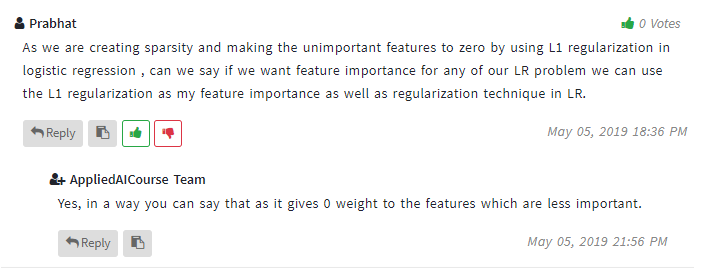 Prabhat
0 Votes
As we are creating sparsity and making the unimportant features to zero by using L1 regularization in
logistic regression , can we say if we want feature importance for any of our LR problem we can use
the L1 regularization as my feature importance as well as regularization technique in LR.
Reply
May 05, 2019 18:36 PM
AppliedAICourse Team
Yes, in a way you can say that as it gives 0 weight to the features which are less important.
Reply
May 05, 2019 21:56 PM